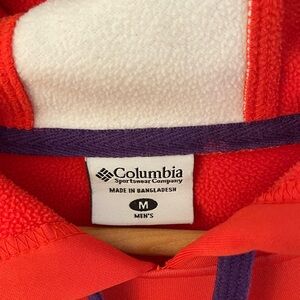 Columbia
Sportswear Company
MADE IN BANGLADESH
M
MEN'S